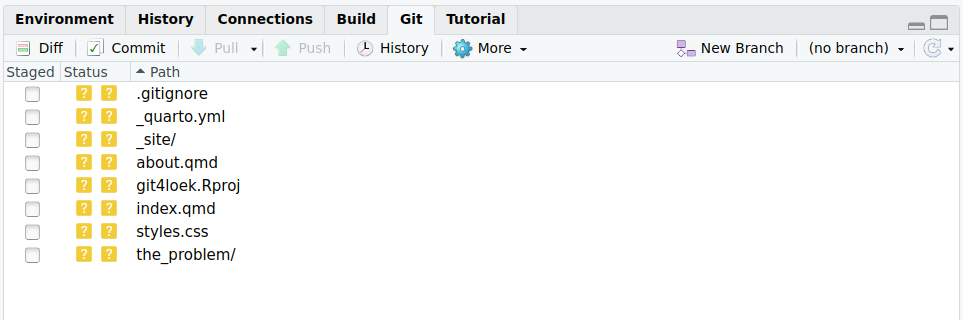 Environment History Connections Build Git Tutorial
Diff Commit Pull Push History More New Branch (no branch)
Staged Status Path
? ? .gitignore
? ? _quarto.yml
? ? _site/
? ? about.qmd
? ? git4loek.Rproj
? ? index.qmd
? ? styles.css
? ? the_problem/